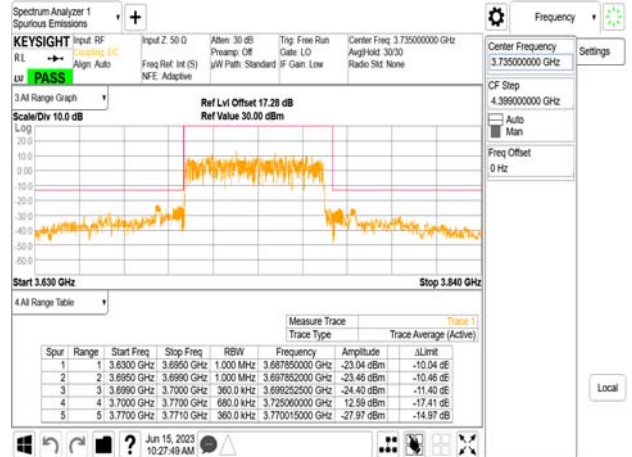 Spectrum Analyzer 1
Spurious Emissions
Frequency
KEYSIGHT
Input: RF
Coupling: DC
Align: Auto
Input Z: 50 Ω
Freq Ref: Int (S)
NFE: Adaptive
Atten: 30 dB
Preamp: Off
µW Path: Standard
Trig: Free Run
Gate: LO
IF Gain: Low
Center Freq: 3.735000000 GHz
Avg|Hold: 30/30
Radio Std: None
R L
PASS
Center Frequency
3.735000000 GHz
Settings
CF Step
4.399000000 GHz
Auto
Man
Freq Offset
0 Hz
3 All Range Graph
Scale/Div 10.0 dB
Ref Lvl Offset 17.28 dB
Ref Value 30.00 dBm
Log
20.0
10.0
0.00
-10.0
-20.0
-30.0
-40.0
-50.0
-60.0
Start 3.630 GHz
Stop 3.840 GHz
4 All Range Table
Measure Trace Trace 1
Trace Type Trace Average (Active)
Spur Range Start Freq Stop Freq RBW Frequency Amplitude ΔLimit
1 1 3.6300 GHz 3.6950 GHz 1.000 MHz 3.687850000 GHz -23.04 dBm -10.04 dE
2 2 3.6950 GHz 3.6990 GHz 1.000 MHz 3.697852000 GHz -23.46 dBm -10.46 dE
3 3 3.6990 GHz 3.7000 GHz 360.0 kHz 3.699252500 GHz -24.40 dBm -11.40 dE
4 4 3.7000 GHz 3.7700 GHz 680.0 kHz 3.725060000 GHz 12.59 dBm -17.41 dE
5 5 3.7700 GHz 3.7710 GHz 360.0 kHz 3.770015000 GHz -27.97 dBm -14.97 dB
Local
?
Jun 15, 2023
10:27:49 AM